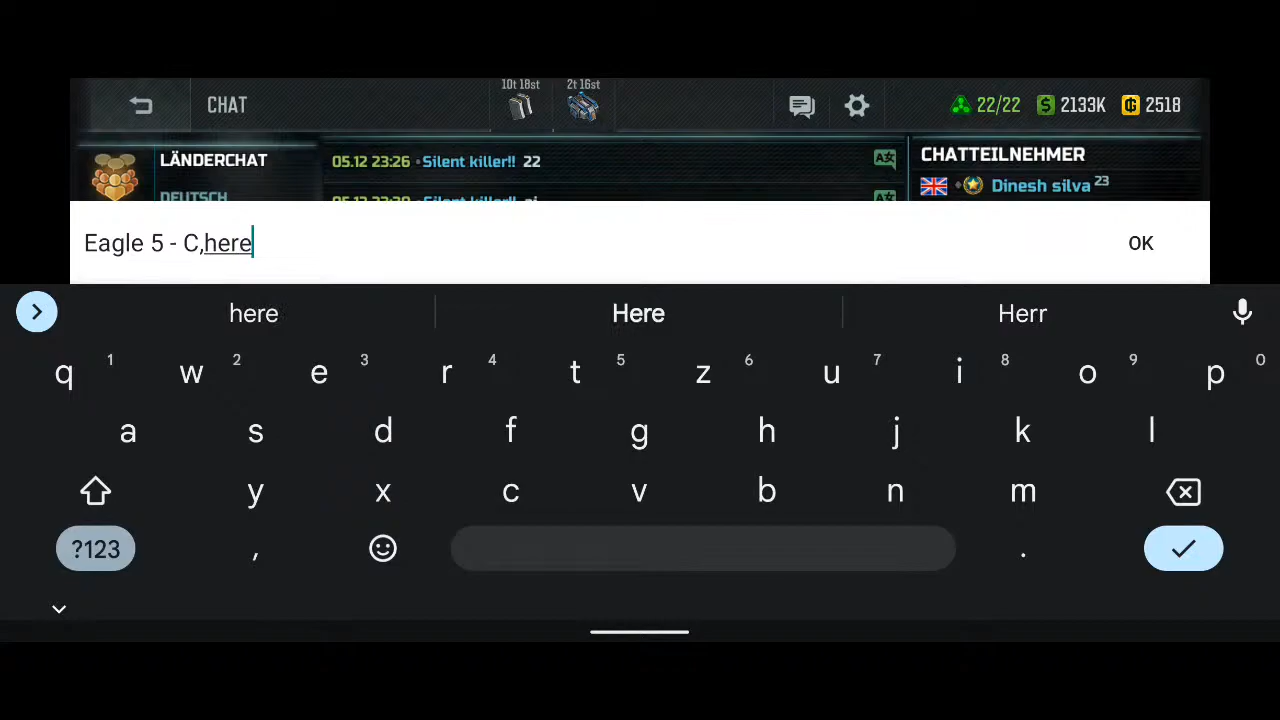 10t 18st
2t 16st
CHAT
22/22
2133K
2518
LÄNDERCHAT
05.12 23:26 •Silent killer!! 22
CHATTEILNEHMER
DEUTSCH
Dinesh silva 23
Eagle 5 - C,here
OK
here
Here
Herr
q 1 w 2 e 3 r 4 t 5 z 6 u 7 i 8 o 9 p 0
a s d f g h j k l
y x c v b n m
?123 , .